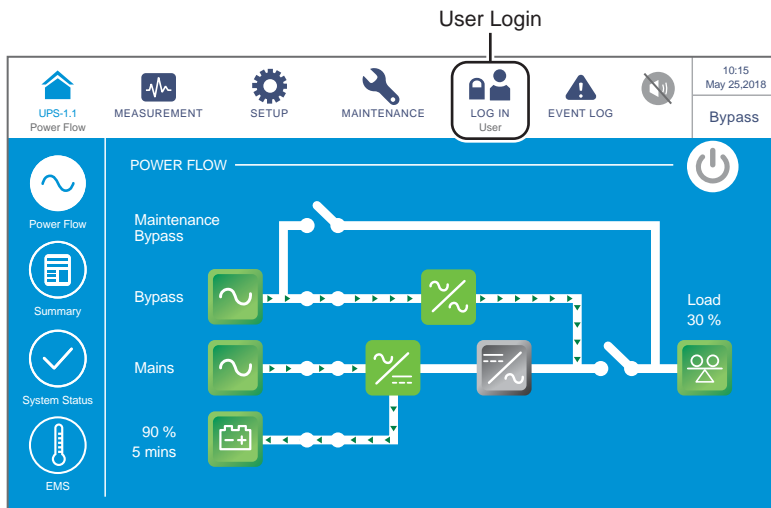 User Login
UPS-1.1
Power Flow
MEASUREMENT
SETUP
MAINTENANCE
LOG IN
User
EVENT LOG
10:15
May 25,2018
Bypass
POWER FLOW
Power Flow
Summary
System Status
EMS
Maintenance
Bypass
Bypass
Mains
90 %
5 mins
Load
30 %